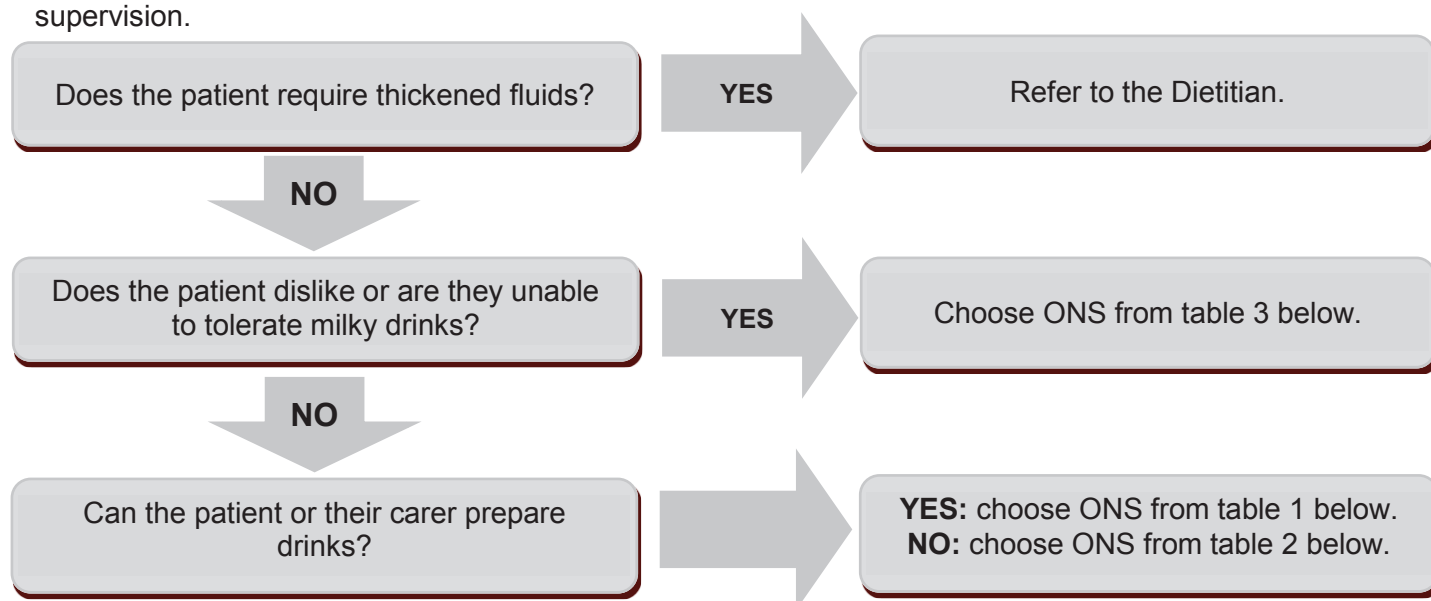 supervision.
Does the patient require thickened fluids?
YES
Refer to the Dietitian.
NO
Does the patient dislike or are they unable
to tolerate milky drinks?
YES
Choose ONS from table 3 below.
NO
Can the patient or their carer prepare
drinks?
YES: choose ONS from table 1 below.
NO: choose ONS from table 2 below.